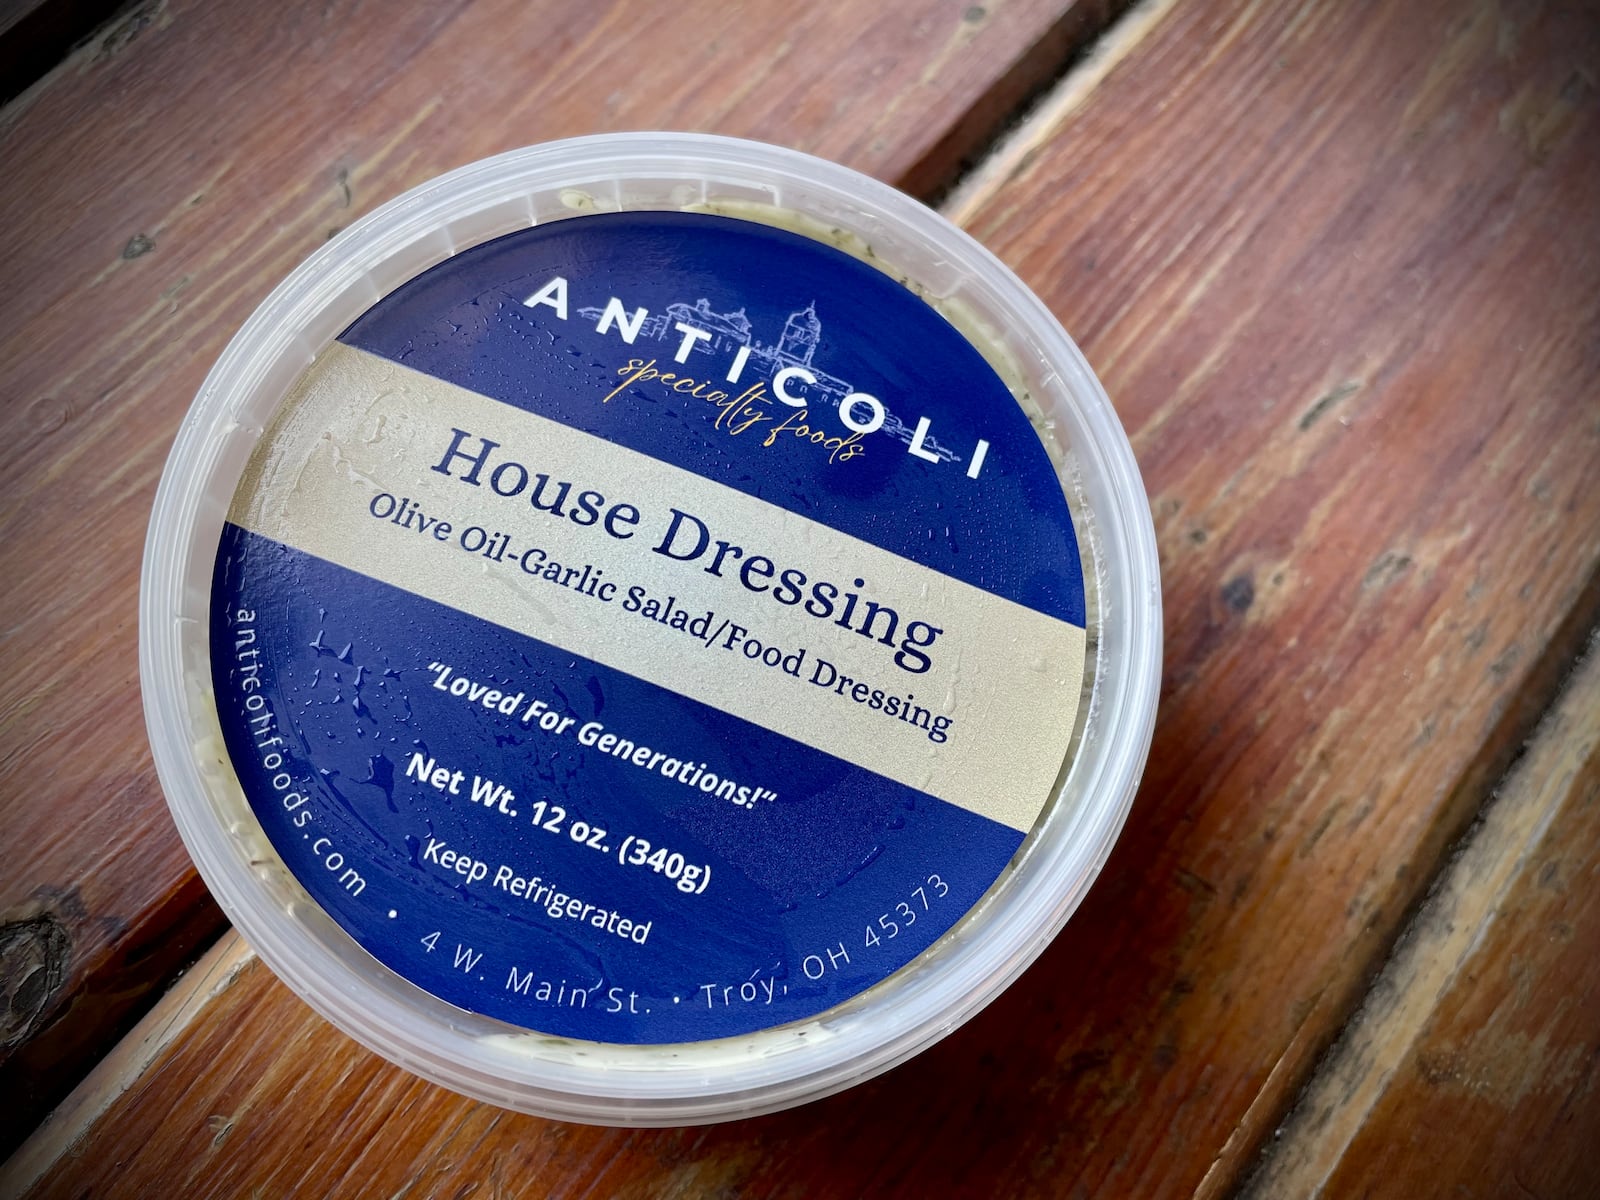 ANTICOLI
specialty foods
House Dressing
Olive Oil-Garlic Salad/Food Dressing
“Loved For Generations!“
Net Wt. 12 oz. (340g)
Keep Refrigerated
anticolifoods.com • 4 W. Main St. • Troy, OH 45373